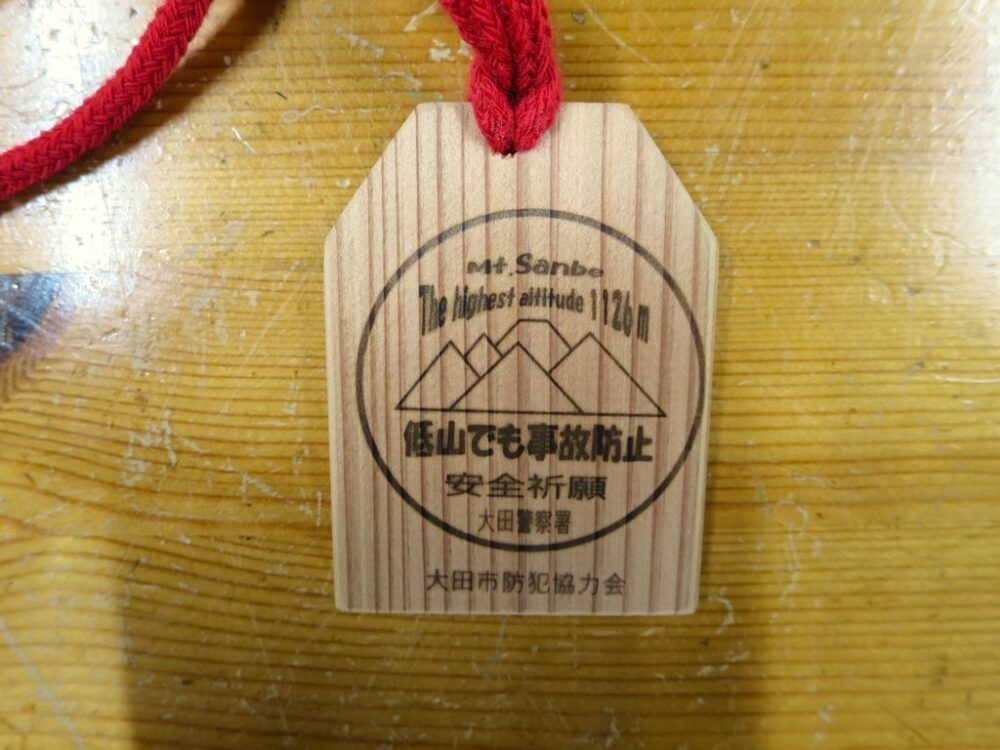 Mt.Sanbe
The highest altitude 1126m
低山でも事故防止
安全祈願
大田警察署
大田市防犯協力会